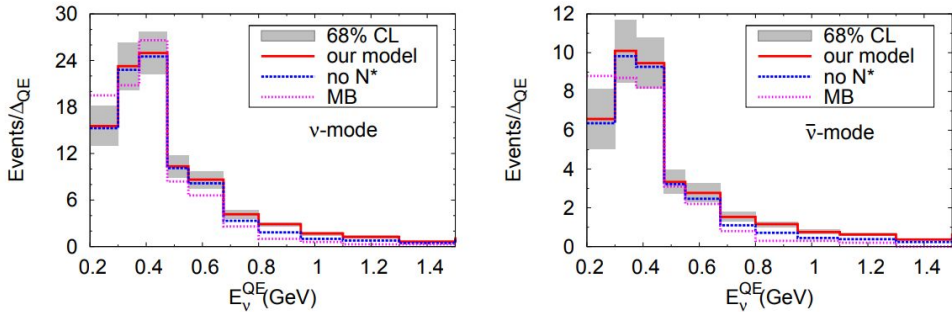 30
24
18
12
6
0
Events/Δ_QE
68% CL
our model
no N*
MB
ν-mode
0.2 0.4 0.6 0.8 1 1.2 1.4
E_ν^QE (GeV)
12
10
8
6
4
2
0
Events/Δ_QE
68% CL
our model
no N*
MB
ν̄-mode
0.2 0.4 0.6 0.8 1 1.2 1.4
E_ν^QE (GeV)